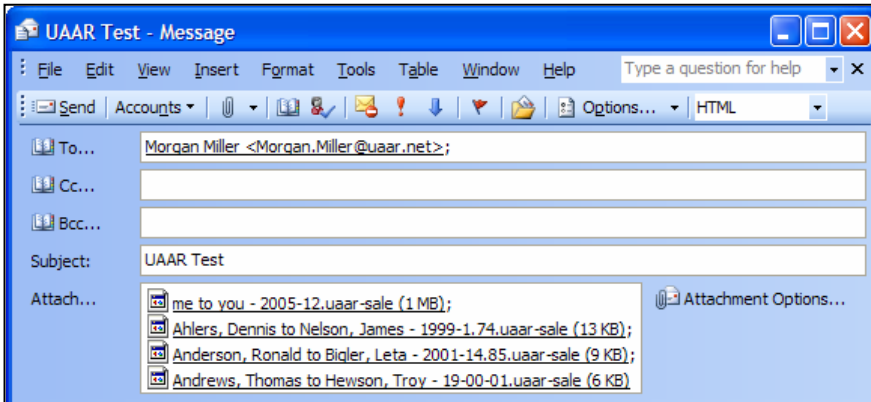 UAAR Test - Message
File Edit View Insert Format Tools Table Window Help Type a question for help
Send Accounts Options... HTML
To... Morgan Miller <Morgan.Miller@uaar.net>;
Cc...
Bcc...
Subject: UAAR Test
Attach... me to you - 2005-12.uaar-sale (1 MB); Attachment Options...
Ahlers, Dennis to Nelson, James - 1999-1.74.uaar-sale (13 KB);
Anderson, Ronald to Bigler, Leta - 2001-14.85.uaar-sale (9 KB);
Andrews, Thomas to Hewson, Troy - 19-00-01.uaar-sale (6 KB)